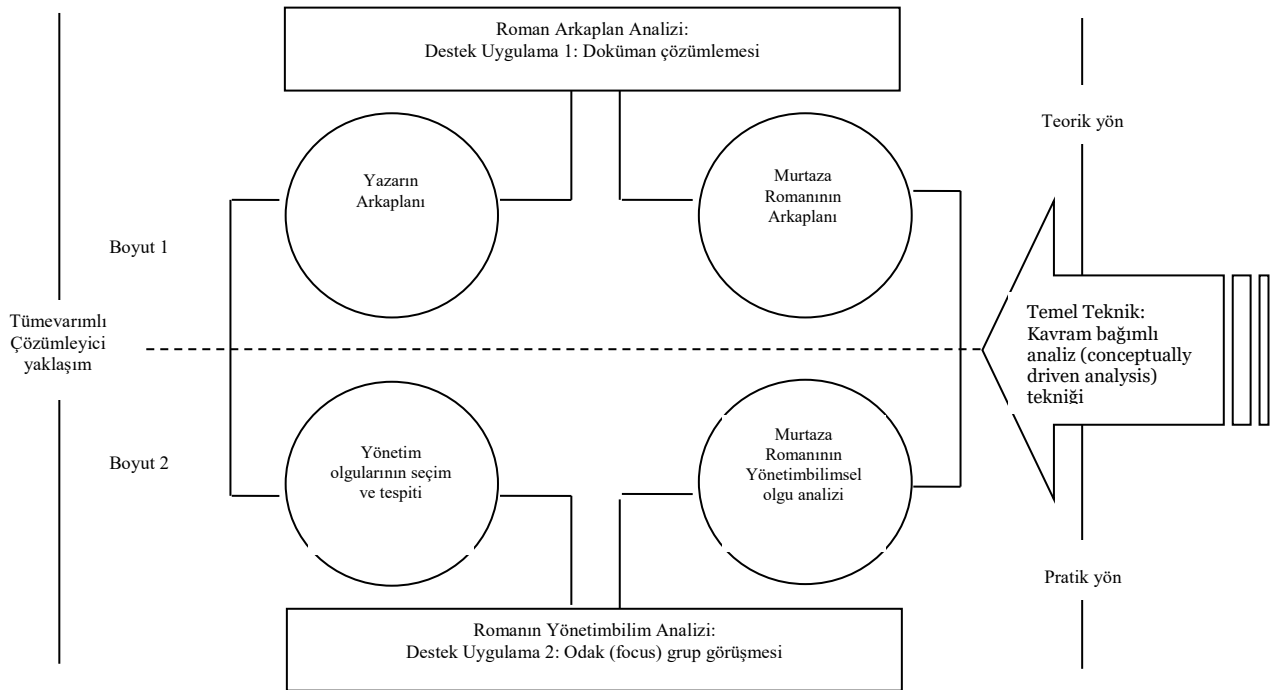 Roman Arkaplan Analizi:
Destek Uygulama 1: Doküman çözümlemesi
Teorik yön
Yazarın
Arkaplanı
Murtaza
Romanının
Arkaplanı
Boyut 1
Tümevarımlı
Çözümleyici
yaklaşım
Temel Teknik:
Kavram bağımlı
analiz (conceptually
driven analysis)
tekniği
Boyut 2
Yönetim
olgularının seçim
ve tespiti
Murtaza
Romanının
Yönetimbilimsel
olgu analizi
Pratik yön
Romanın Yönetimbilim Analizi:
Destek Uygulama 2: Odak (focus) grup görüşmesi